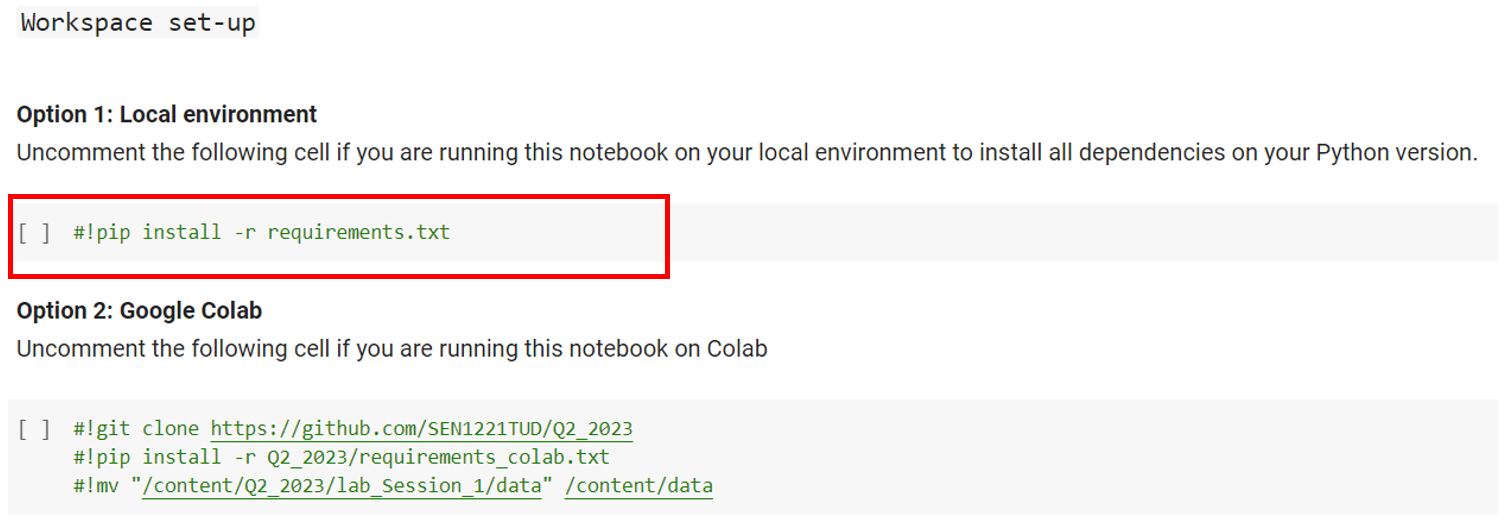 Workspace set-up
Option 1: Local environment
Uncomment the following cell if you are running this notebook on your local environment to install all dependencies on your Python version.
[ ] #!pip install -r requirements.txt
Option 2: Google Colab
Uncomment the following cell if you are running this notebook on Colab
[ ] #!git clone https://github.com/SEN1221TUD/Q2_2023
#!pip install -r Q2_2023/requirements_colab.txt
#!mv "/content/Q2_2023/lab_Session_1/data" /content/data